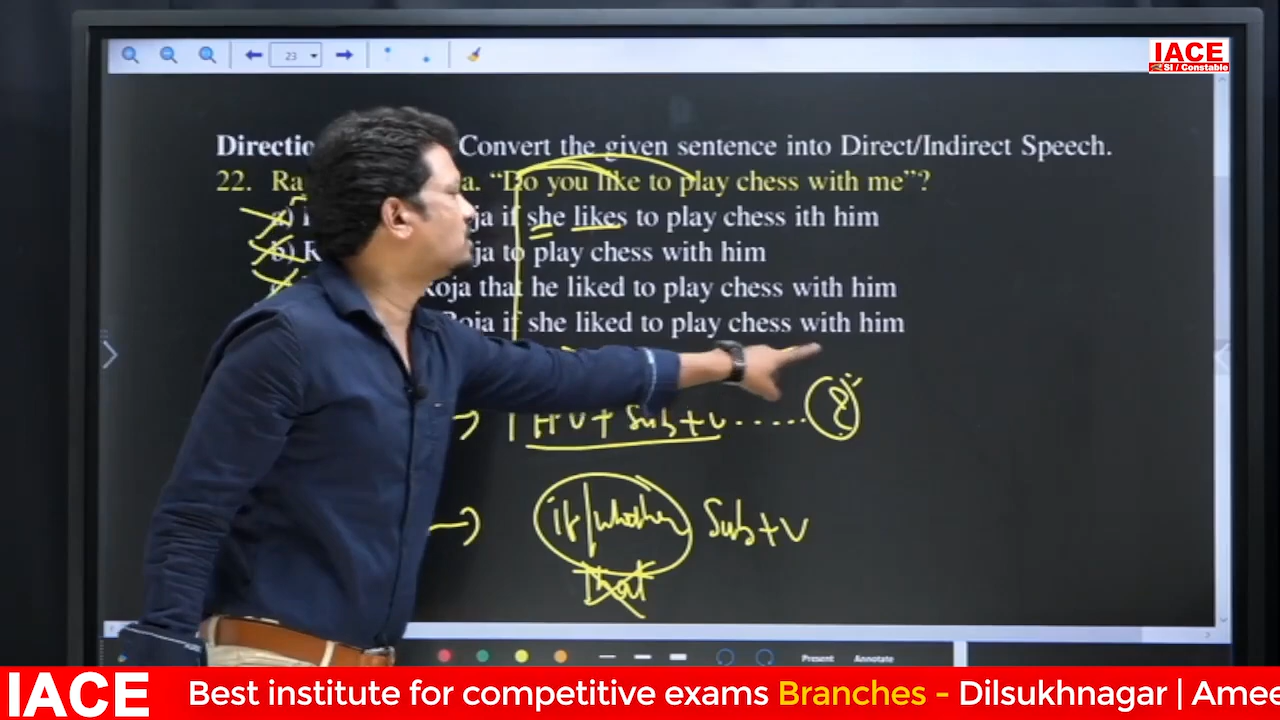 23
IACE
SI / Constable
Directio Convert the given sentence into Direct/Indirect Speech.
22. Ra a. “Do you like to play chess with me”?
a) ja if she likes to play chess ith him
b) R ja to play chess with him
Roja that he liked to play chess with him
Roja if she liked to play chess with him
HV + Sub + V ...... ?
if/whether Sub + V
that
Present Annotate
IACE Best institute for competitive exams Branches - Dilsukhnagar | Amee